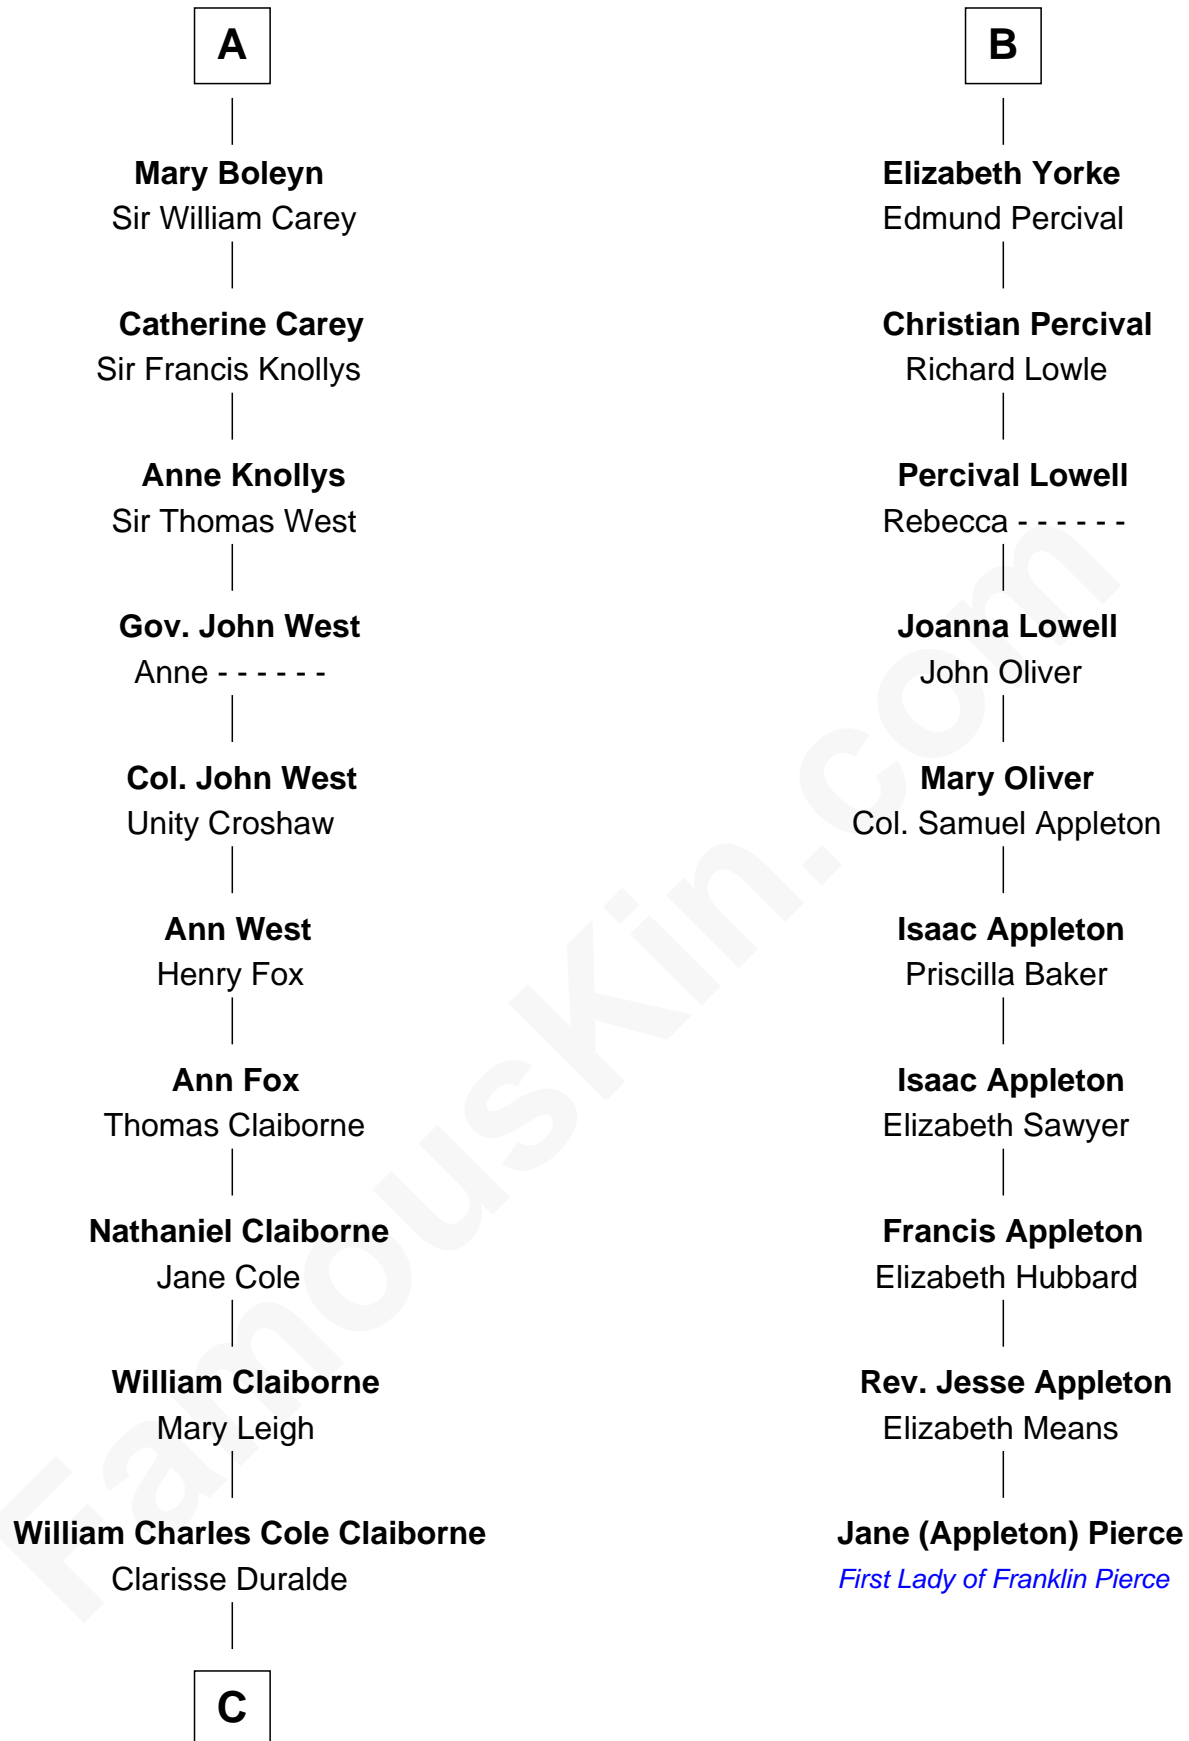 A
Mary Boleyn
Sir William Carey
Catherine Carey
Sir Francis Knollys
Anne Knollys
Sir Thomas West
Gov. John West
Anne - - - - - -
Col. John West
Unity Croshaw
Ann West
Henry Fox
Ann Fox
Thomas Claiborne
Nathaniel Claiborne
Jane Cole
William Claiborne
Mary Leigh
William Charles Cole Claiborne
Clarisse Duralde
C
B
Elizabeth Yorke
Edmund Percival
Christian Percival
Richard Lowle
Percival Lowell
Rebecca - - - - - -
Joanna Lowell
John Oliver
Mary Oliver
Col. Samuel Appleton
Isaac Appleton
Priscilla Baker
Isaac Appleton
Elizabeth Sawyer
Francis Appleton
Elizabeth Hubbard
Rev. Jesse Appleton
Elizabeth Means
Jane (Appleton) Pierce
First Lady of Franklin Pierce
FamousKin.com